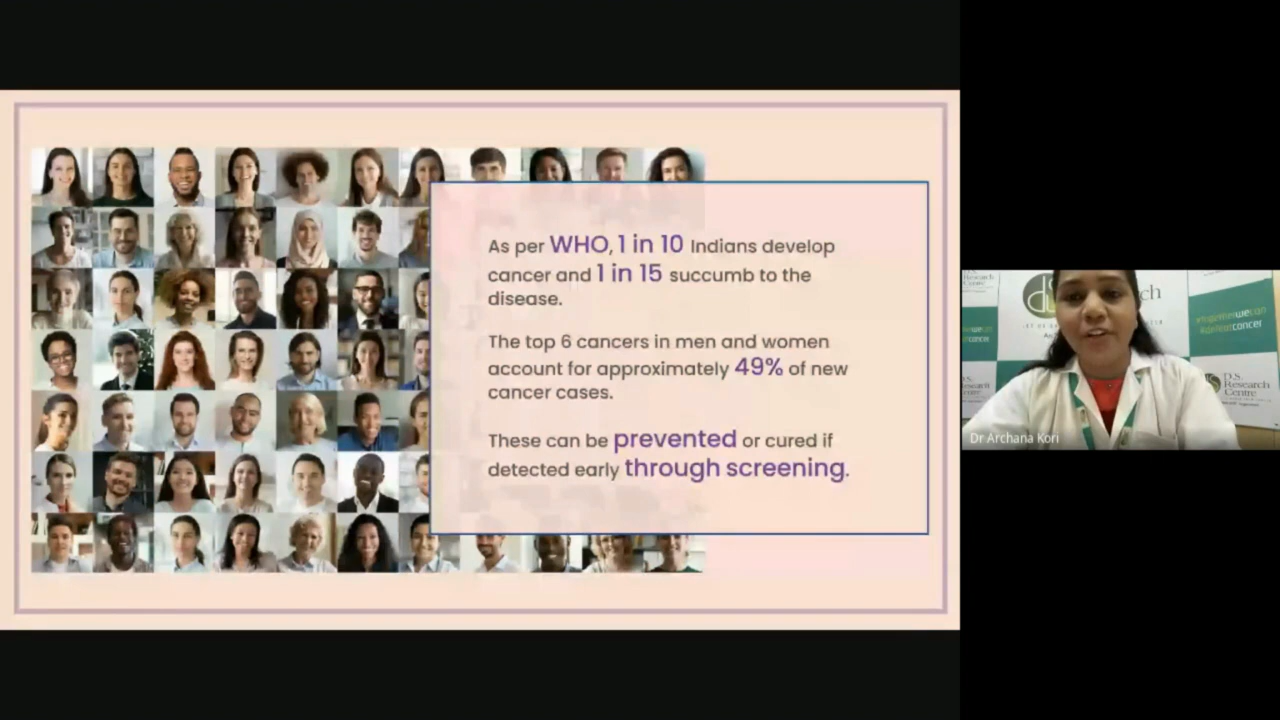 As per WHO, 1 in 10 Indians develop
cancer and 1 in 15 succumb to the
disease.
The top 6 cancers in men and women
account for approximately 49% of new
cancer cases.
These can be prevented or cured if
detected early through screening.
Research
Centre
D.S.
Research
Centre
Dr Archana Kori